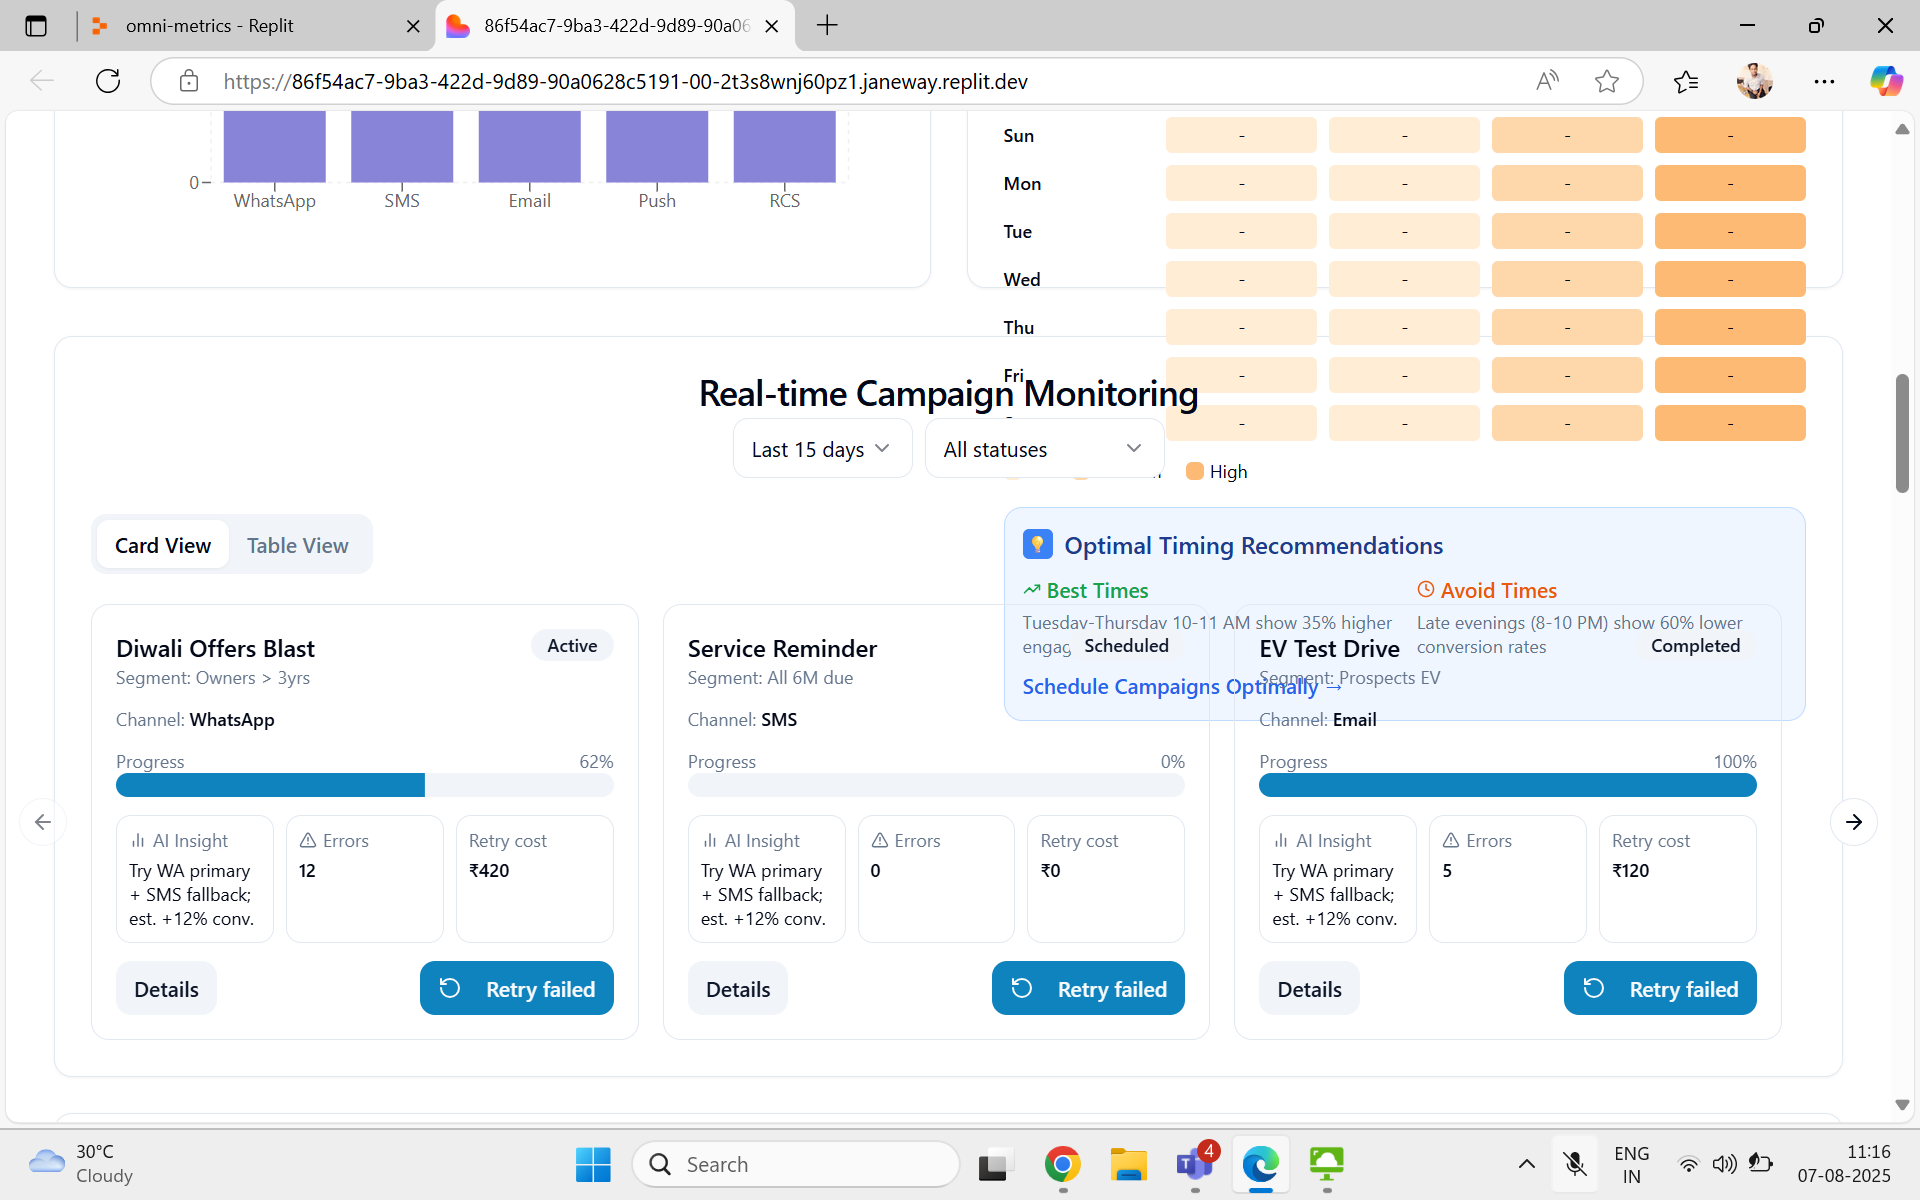 omni-metrics - Replit
86f54ac7-9ba3-422d-9d89-90a06
https://86f54ac7-9ba3-422d-9d89-90a0628c5191-00-2t3s8wnj60pz1.janeway.replit.dev
0
WhatsApp SMS Email Push RCS
Sun - - - -
Mon - - - -
Tue - - - -
Wed - - - -
Thu - - - -
Fri - - - -
- - - -
High
Real-time Campaign Monitoring
Last 15 days All statuses
Card View Table View
Optimal Timing Recommendations
Best Times
Tuesday-Thursday 10-11 AM show 35% higher
Avoid Times
Late evenings (8-10 PM) show 60% lower
conversion rates
Schedule Campaigns Optimally →
Diwali Offers Blast Active
Segment: Owners > 3yrs
Channel: WhatsApp
Progress 62%
AI Insight
Try WA primary
+ SMS fallback;
est. +12% conv.
Errors
12
Retry cost
₹420
Details Retry failed
Service Reminder Scheduled
Segment: All 6M due
Channel: SMS
Progress 0%
AI Insight
Try WA primary
+ SMS fallback;
est. +12% conv.
Errors
0
Retry cost
₹0
Details Retry failed
EV Test Drive Completed
Segment: Prospects EV
Channel: Email
Progress 100%
AI Insight
Try WA primary
+ SMS fallback;
est. +12% conv.
Errors
5
Retry cost
₹120
Details Retry failed
30°C
Cloudy
Search
4
ENG
IN
11:16
07-08-2025